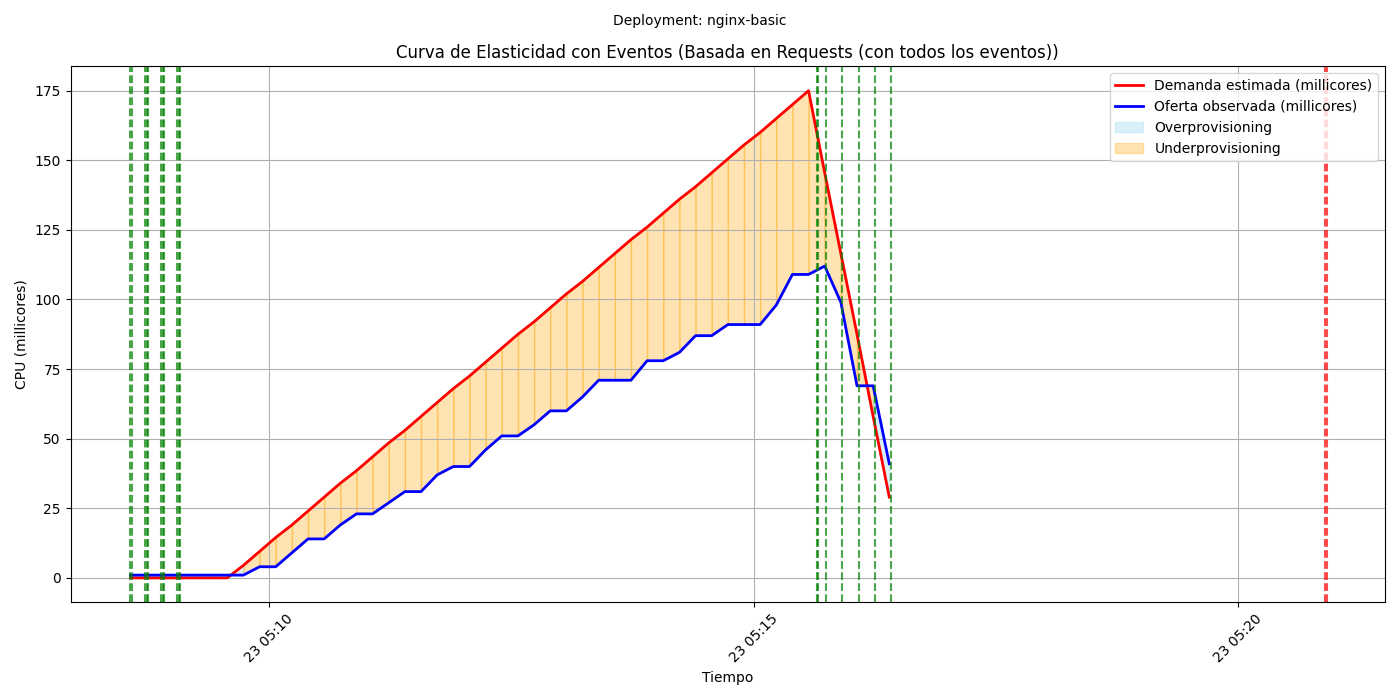 Deployment: nginx-basic
Curva de Elasticidad con Eventos (Basada en Requests (con todos los eventos))
Demanda estimada (millicores)
Oferta observada (millicores)
Overprovisioning
Underprovisioning
CPU (millicores)
175
150
125
100
75
50
25
0
23 05:10
23 05:15
23 05:20
Tiempo